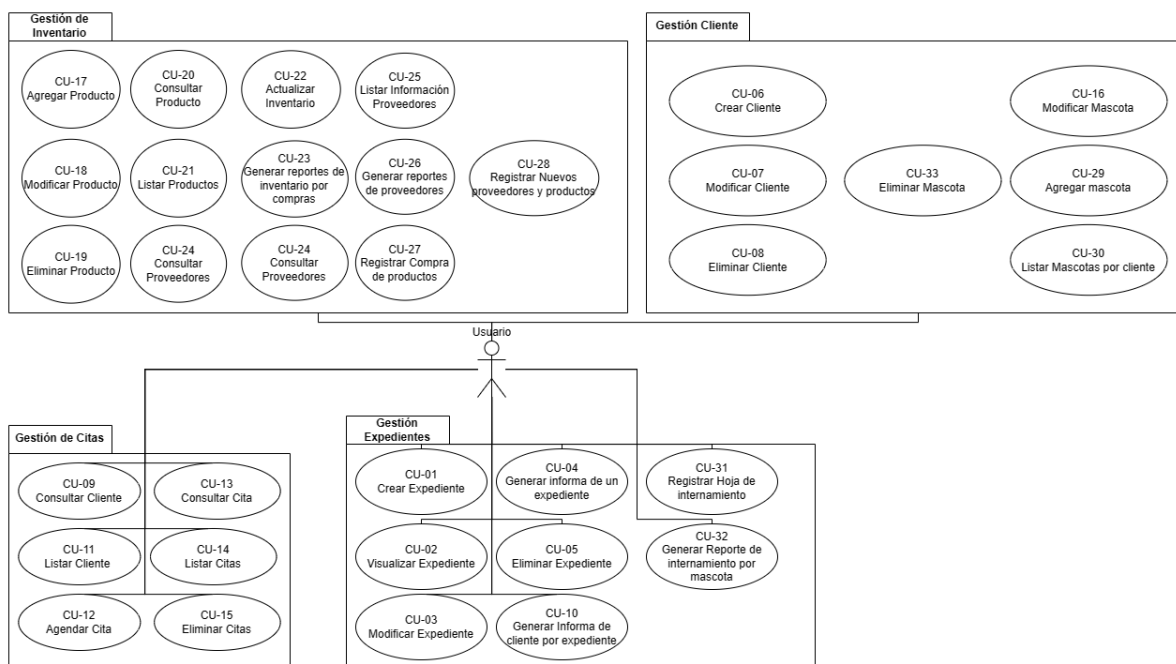 Gestión de
Inventario
CU-17
Agregar Producto
CU-20
Consultar
Producto
CU-22
Actualizar
Inventario
CU-25
Listar Información
Proveedores
CU-18
Modificar Producto
CU-21
Listar Productos
CU-23
Generar reportes de
inventario por
compras
CU-26
Generar reportes
de proveedores
CU-28
Registrar Nuevos
proveedores y productos
CU-19
Eliminar Producto
CU-24
Consultar
Proveedores
CU-24
Consultar
Proveedores
CU-27
Registrar Compra
de productos
Gestión Cliente
CU-06
Crear Cliente
CU-16
Modificar Mascota
CU-07
Modificar Cliente
CU-33
Eliminar Mascota
CU-29
Agregar mascota
CU-08
Eliminar Cliente
CU-30
Listar Mascotas por cliente
Usuario
Gestión de Citas
CU-09
Consultar Cliente
CU-13
Consultar Cita
CU-11
Listar Cliente
CU-14
Listar Citas
CU-12
Agendar Cita
CU-15
Eliminar Citas
Gestión
Expedientes
CU-01
Crear Expediente
CU-04
Generar informa de un
expediente
CU-31
Registrar Hoja de
internamiento
CU-02
Visualizar Expediente
CU-05
Eliminar Expediente
CU-32
Generar Reporte de
internamiento por
mascota
CU-03
Modificar Expediente
CU-10
Generar Informa de
cliente por expediente